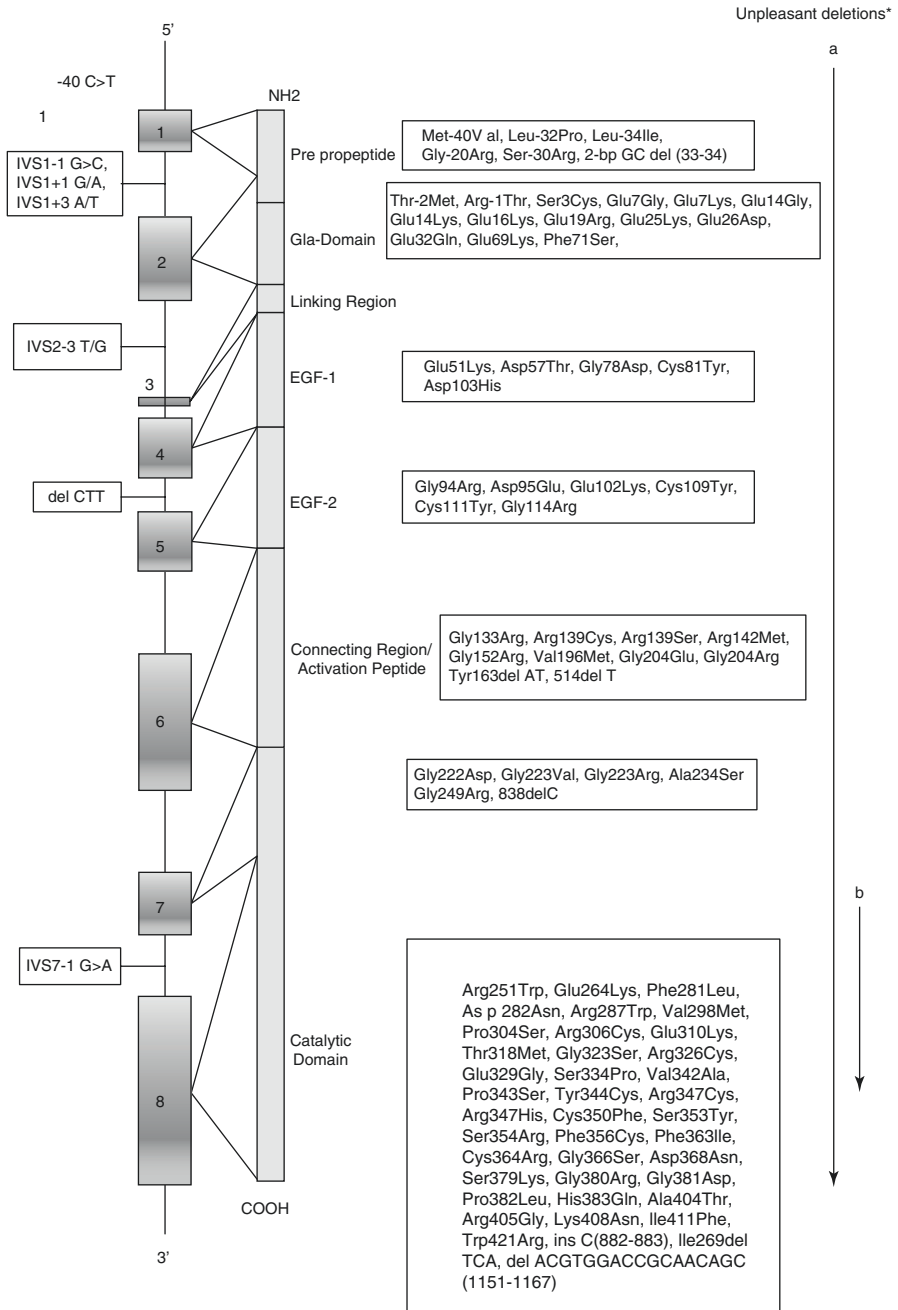 Unpleasant deletions*
5'
a
-40 C>T
NH2
1
1
Pre propeptide
Met-40V al, Leu-32Pro, Leu-34Ile,
Gly-20Arg, Ser-30Arg, 2-bp GC del (33-34)
IVS1-1 G>C,
IVS1+1 G/A,
IVS1+3 A/T
Thr-2Met, Arg-1Thr, Ser3Cys, Glu7Gly, Glu7Lys, Glu14Gly,
Glu14Lys, Glu16Lys, Glu19Arg, Glu25Lys, Glu26Asp,
Glu32Gln, Glu69Lys, Phe71Ser,
Gla-Domain
2
Linking Region
IVS2-3 T/G
EGF-1
Glu51Lys, Asp57Thr, Gly78Asp, Cys81Tyr,
Asp103His
3
4
del CTT
EGF-2
Gly94Arg, Asp95Glu, Glu102Lys, Cys109Tyr,
Cys111Tyr, Gly114Arg
5
Connecting Region/
Activation Peptide
Gly133Arg, Arg139Cys, Arg139Ser, Arg142Met,
Gly152Arg, Val196Met, Gly204Glu, Gly204Arg
Tyr163del AT, 514del T
6
Gly222Asp, Gly223Val, Gly223Arg, Ala234Ser
Gly249Arg, 838delC
7
b
IVS7-1 G>A
Catalytic
Domain
8
Arg251Trp, Glu264Lys, Phe281Leu,
As p 282Asn, Arg287Trp, Val298Met,
Pro304Ser, Arg306Cys, Glu310Lys,
Thr318Met, Gly323Ser, Arg326Cys,
Glu329Gly, Ser334Pro, Val342Ala,
Pro343Ser, Tyr344Cys, Arg347Cys,
Arg347His, Cys350Phe, Ser353Tyr,
Ser354Arg, Phe356Cys, Phe363Ile,
Cys364Arg, Gly366Ser, Asp368Asn,
Ser379Lys, Gly380Arg, Gly381Asp,
Pro382Leu, His383Gln, Ala404Thr,
Arg405Gly, Lys408Asn, Ile411Phe,
Trp421Arg, ins C(882-883), Ile269del
TCA, del ACGTGGACCGCAACAGC
(1151-1167)
COOH
3'